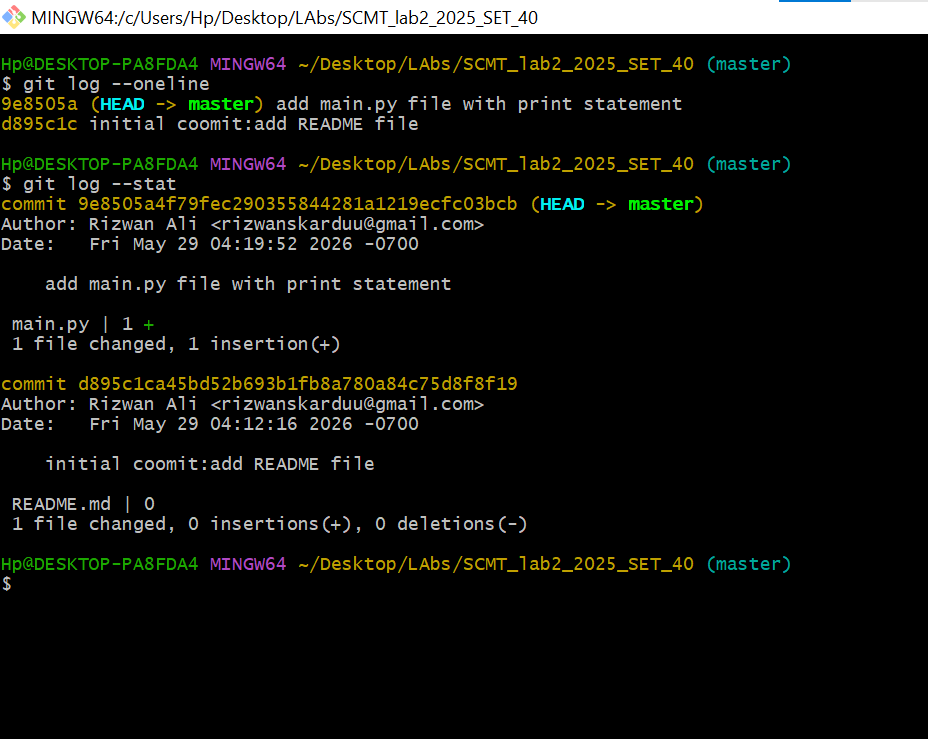 MINGW64:/c/Users/Hp/Desktop/LAbs/SCMT_lab2_2025_SET_40
Hp@DESKTOP-PA8FDA4 MINGW64 ~/Desktop/LAbs/SCMT_lab2_2025_SET_40 (master)
$ git log --oneline
9e8505a (HEAD -> master) add main.py file with print statement
d895c1c initial coomit:add README file
Hp@DESKTOP-PA8FDA4 MINGW64 ~/Desktop/LAbs/SCMT_lab2_2025_SET_40 (master)
$ git log --stat
commit 9e8505a4f79fec290355844281a1219ecfc03bcb (HEAD -> master)
Author: Rizwan Ali <rizwanskarduu@gmail.com>
Date:   Fri May 29 04:19:52 2026 -0700
    add main.py file with print statement
 main.py | 1 +
 1 file changed, 1 insertion(+)
commit d895c1ca45bd52b693b1fb8a780a84c75d8f8f19
Author: Rizwan Ali <rizwanskarduu@gmail.com>
Date:   Fri May 29 04:12:16 2026 -0700
    initial coomit:add README file
 README.md | 0
 1 file changed, 0 insertions(+), 0 deletions(-)
Hp@DESKTOP-PA8FDA4 MINGW64 ~/Desktop/LAbs/SCMT_lab2_2025_SET_40 (master)
$